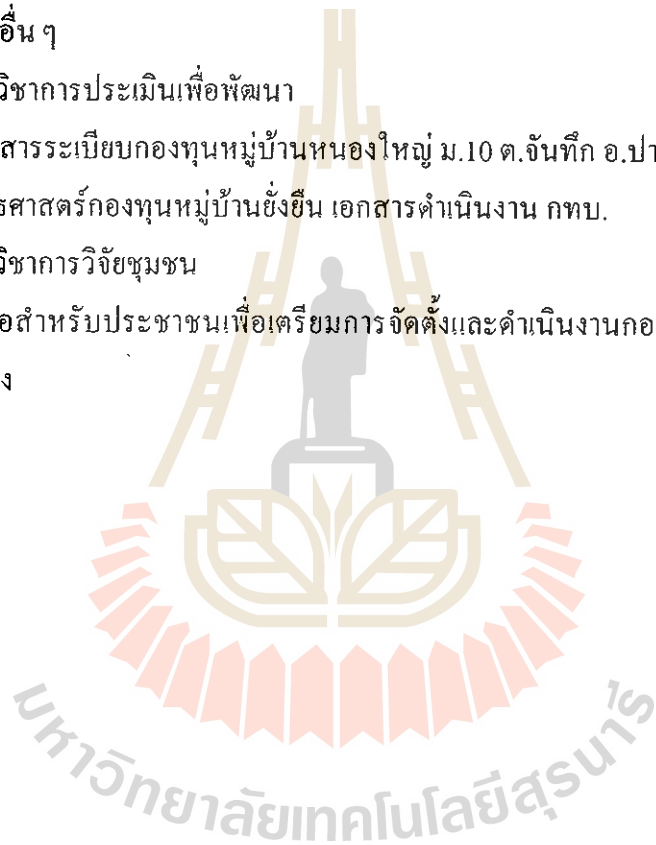 อื่น ๆ
วิชาการประเมินเพื่อพัฒนา
สารระเบียบกองทุนหมู่บ้านหนองใหญ่ ม.10 ต.จันทึก อ.ปา
รศาสตร์กองทุนหมู่บ้านยั่งยืน เอกสารดำเนินงาน กทบ.
วิชาการวิจัยชุมชน
อสำหรับประชาชนเพื่อเตรียมการจัดตั้งและดำเนินงานกอ
ง
มหาวิทยาลัยเทคโนโลยีสุรนารี